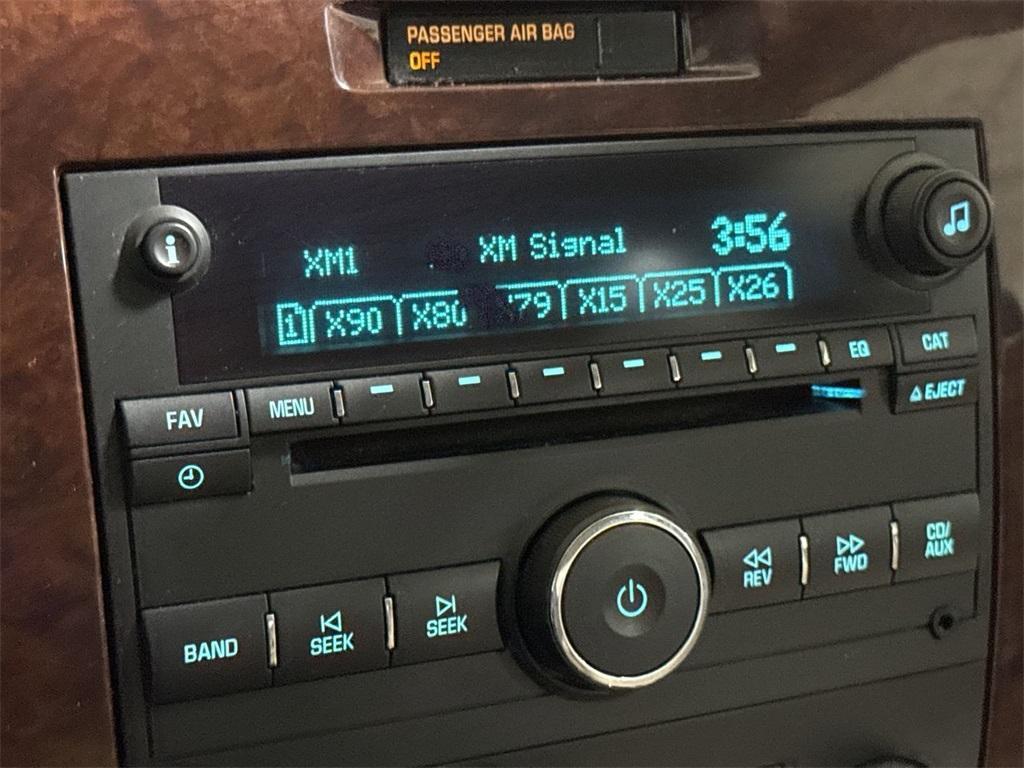 PASSENGER AIR BAG
OFF
i
XM1 XM Signal 3:56
1 X90 X80 79 X15 X25 X26
FAV MENU EQ CAT
EJECT
BAND SEEK SEEK REV FWD CD/
AUX